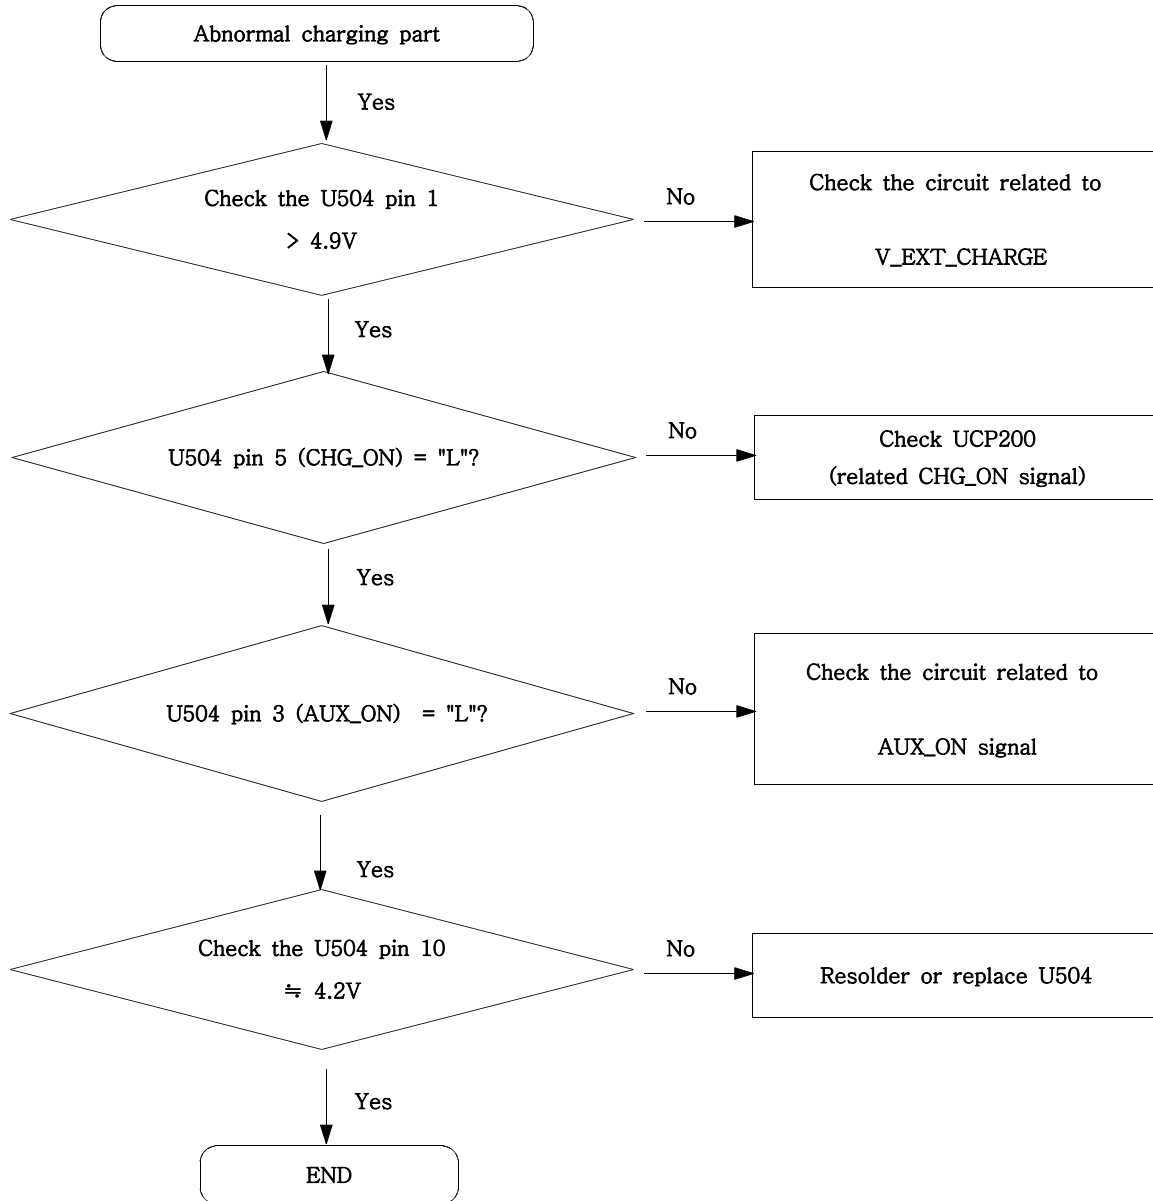 Abnormal charging part
Yes
Check the U504 pin 1
> 4.9V
No
Check the circuit related to
V_EXT_CHARGE
Yes
U504 pin 5 (CHG_ON) = "L"?
No
Check UCP200
(related CHG_ON signal)
Yes
U504 pin 3 (AUX_ON) = "L"?
No
Check the circuit related to
AUX_ON signal
Yes
Check the U504 pin 10
≒ 4.2V
No
Resolder or replace U504
Yes
END